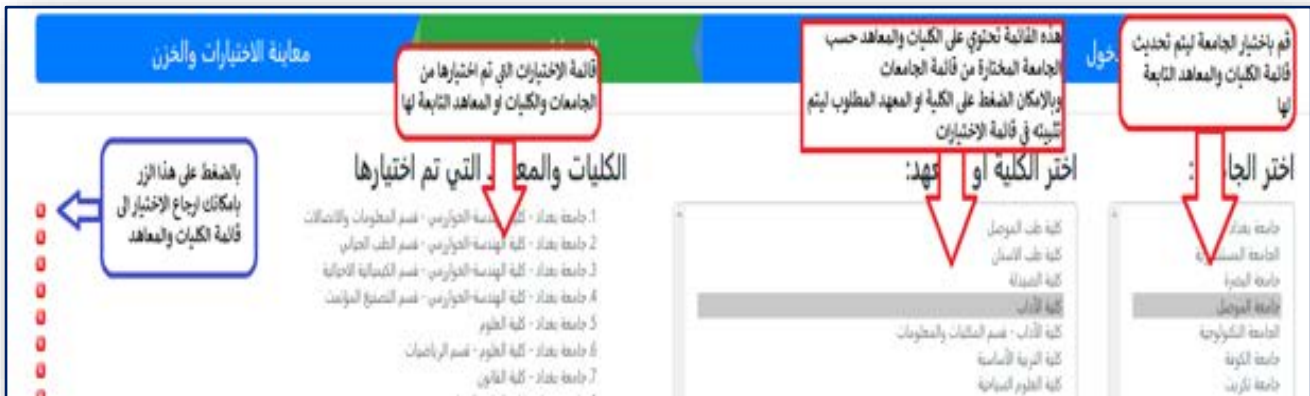 معاينة الاختيارات والخزن
قم باختيار الجامعة ليتم تحديث
قائمة الكليات والمعاهد التابعة
لها
هذه القائمة تحتوي على الكليات والمعاهد حسب
الجامعة المختارة من قائمة الجامعات
وبالامكان الضغط على الكلية او المعهد المطلوب ليتم
تثبيته في قائمة الاختيارات
قائمة الاختيارات التي تم اختيارها من
الجامعات والكليات او المعاهد التابعة لها
بالضغط على هذا الزر
بامكانك ارجاع الاختيار الى
قائمة الكليات والمعاهد
اختر
جامعة بغداد
جامعة البصرة
جامعة الموصل
الجامعة التكنولوجية
جامعة الكوفة
جامعة تكريت
اختر الكلية أو
كلية طب الموصل
كلية طب الاسنان
كلية الصيدلة
كلية الآداب
كلية الآداب - قسم المكتبات والمعلومات
كلية التربية الأساسية
كلية العلوم السياحية
الكليات التي تم اختيارها
1. جامعة بغداد - كلية الهندسة-الخوارزمي - قسم المعلومات والاتصالات
2. جامعة بغداد - كلية الهندسة-الخوارزمي - قسم الطب الحياتي
3. جامعة بغداد - كلية الهندسة-الخوارزمي - قسم الكيميائية الاحيائية
4. جامعة بغداد - كلية الهندسة-الخوارزمي - قسم التصنيع المؤتمت
5. جامعة بغداد - كلية العلوم
6. جامعة بغداد - كلية العلوم - قسم الرياضيات
7. جامعة بغداد - كلية القانون